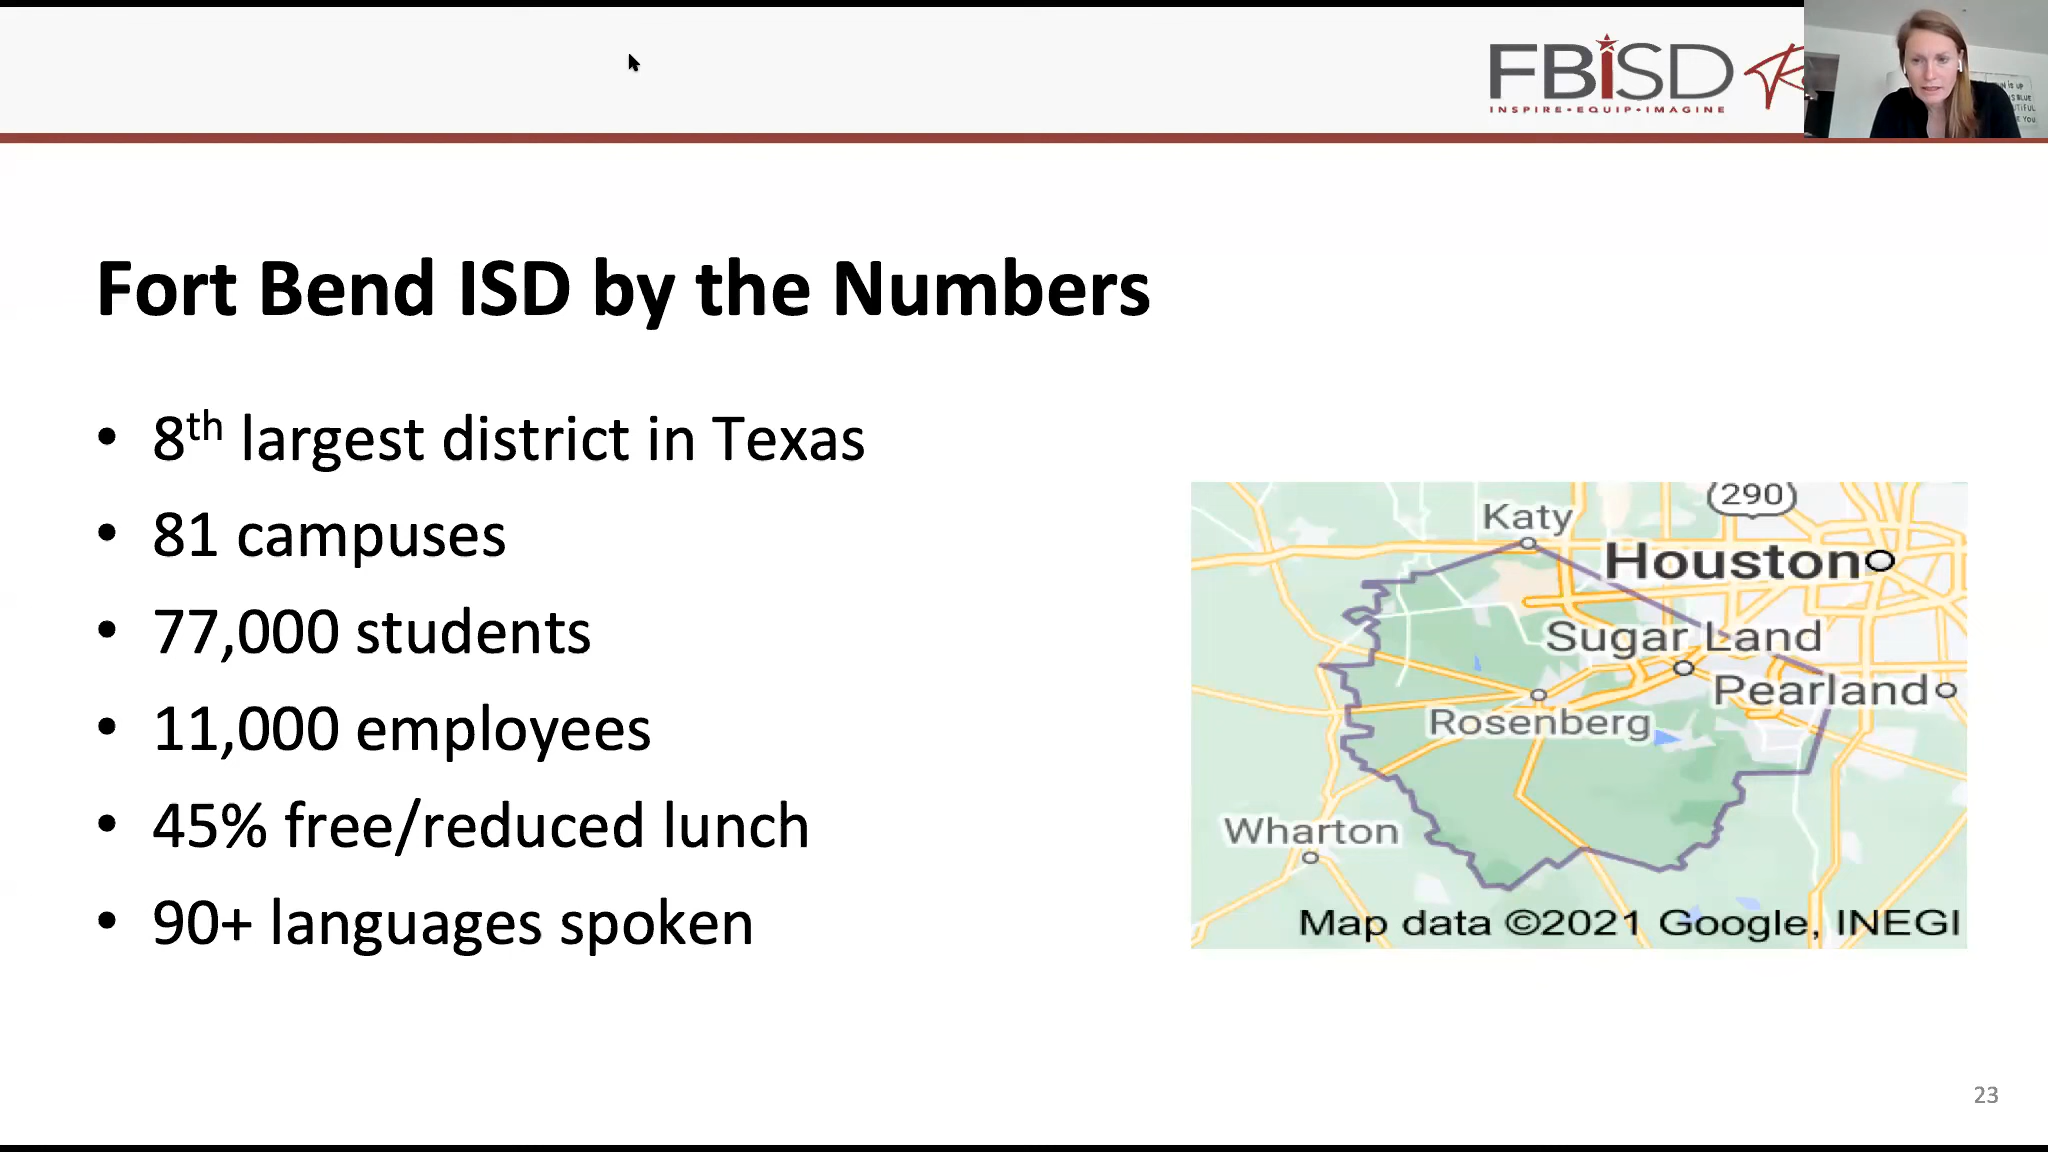 FBiSD
INSPIRE•EQUIP•IMAGINE
Fort Bend ISD by the Numbers
• 8th largest district in Texas
• 81 campuses
• 77,000 students
• 11,000 employees
• 45% free/reduced lunch
• 90+ languages spoken
290
Katy
Houston
Sugar Land
Pearland
Rosenberg
Wharton
Map data ©2021 Google, INEGI
23